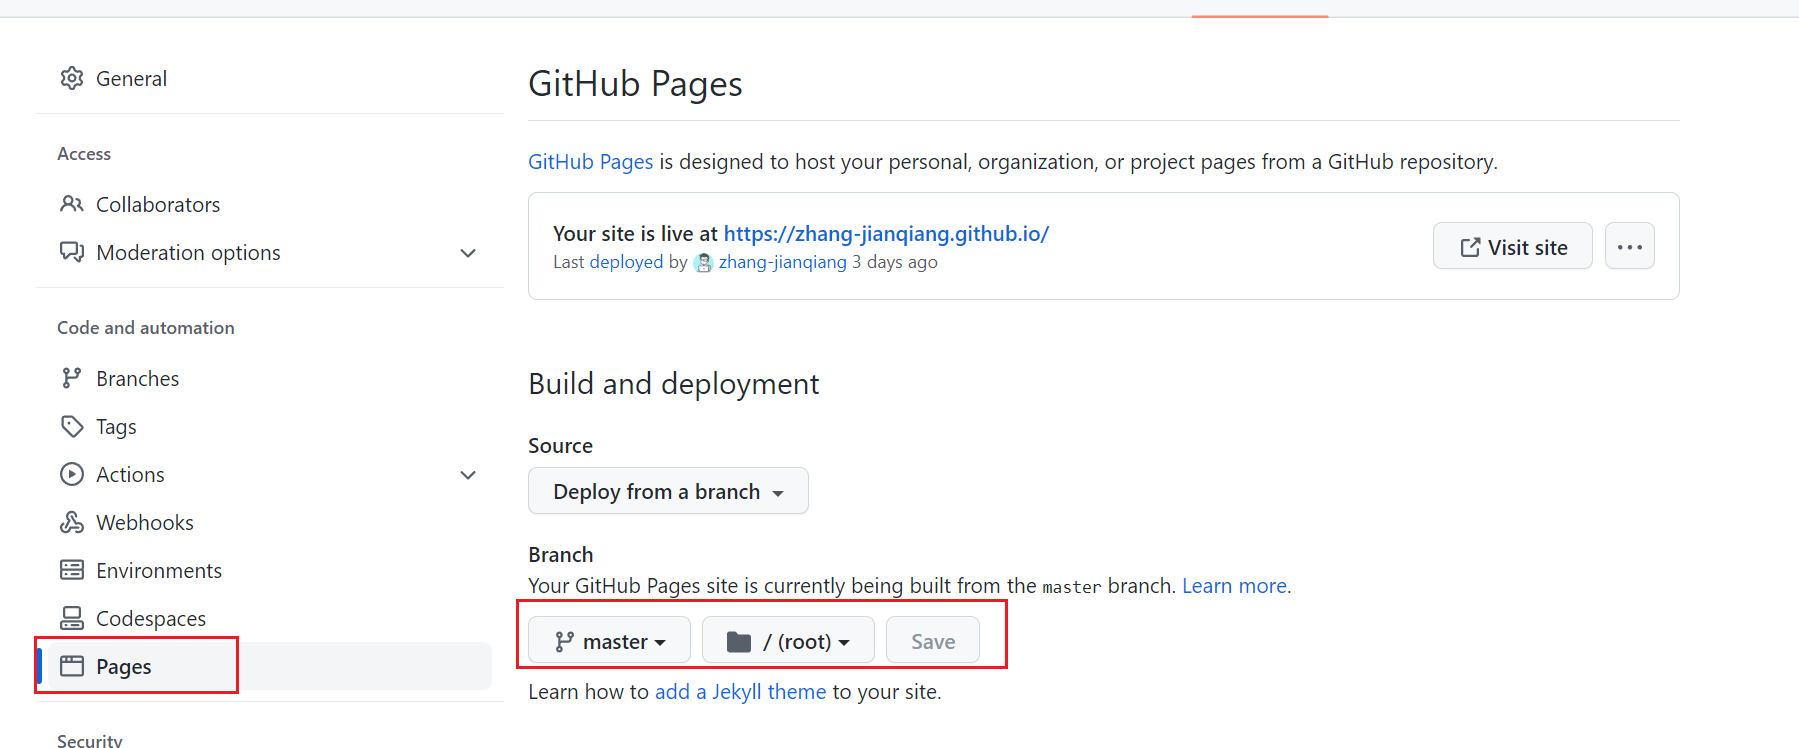 General
Access
Collaborators
Moderation options
Code and automation
Branches
Tags
Actions
Webhooks
Environments
Codespaces
Pages
Security
GitHub Pages
GitHub Pages is designed to host your personal, organization, or project pages from a GitHub repository.
Your site is live at https://zhang-jianqiang.github.io/
Last deployed by zhang-jianqiang 3 days ago
Visit site
Build and deployment
Source
Deploy from a branch
Branch
Your GitHub Pages site is currently being built from the master branch. Learn more.
master / (root) Save
Learn how to add a Jekyll theme to your site.